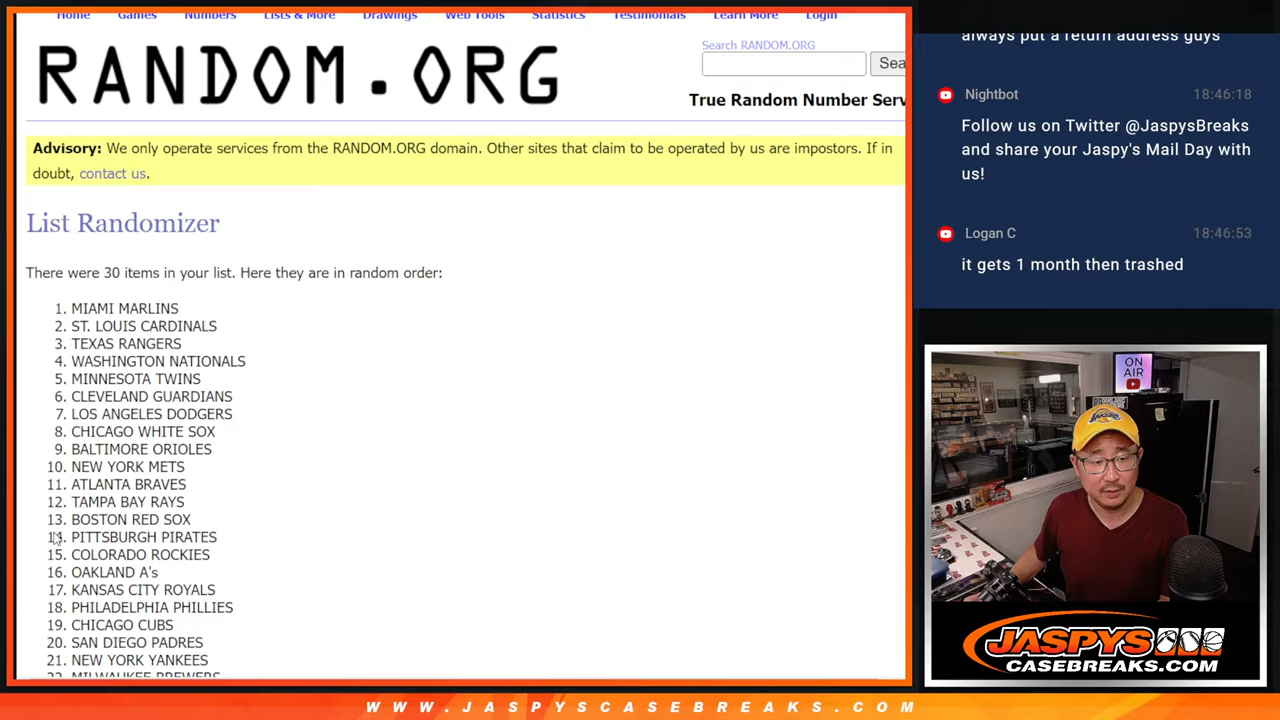 Home Games Numbers Lists & More Drawings Web Tools Statistics Testimonials Learn More Login
RANDOM.ORG
Search RANDOM.ORG
Sea
True Random Number Serv
Advisory: We only operate services from the RANDOM.ORG domain. Other sites that claim to be operated by us are impostors. If in
doubt, contact us.
List Randomizer
There were 30 items in your list. Here they are in random order:
1. MIAMI MARLINS
2. ST. LOUIS CARDINALS
3. TEXAS RANGERS
4. WASHINGTON NATIONALS
5. MINNESOTA TWINS
6. CLEVELAND GUARDIANS
7. LOS ANGELES DODGERS
8. CHICAGO WHITE SOX
9. BALTIMORE ORIOLES
10. NEW YORK METS
11. ATLANTA BRAVES
12. TAMPA BAY RAYS
13. BOSTON RED SOX
14. PITTSBURGH PIRATES
15. COLORADO ROCKIES
16. OAKLAND A's
17. KANSAS CITY ROYALS
18. PHILADELPHIA PHILLIES
19. CHICAGO CUBS
20. SAN DIEGO PADRES
21. NEW YORK YANKEES
22. MILWAUKEE BREWERS
always put a return address guys
Nightbot 18:46:18
Follow us on Twitter @JaspysBreaks
and share your Jaspy's Mail Day with
us!
Logan C 18:46:53
it gets 1 month then trashed
ON
AIR
JASPYS
CASEBREAKS.COM
WWW.JASPYSCASEBREAKS.COM